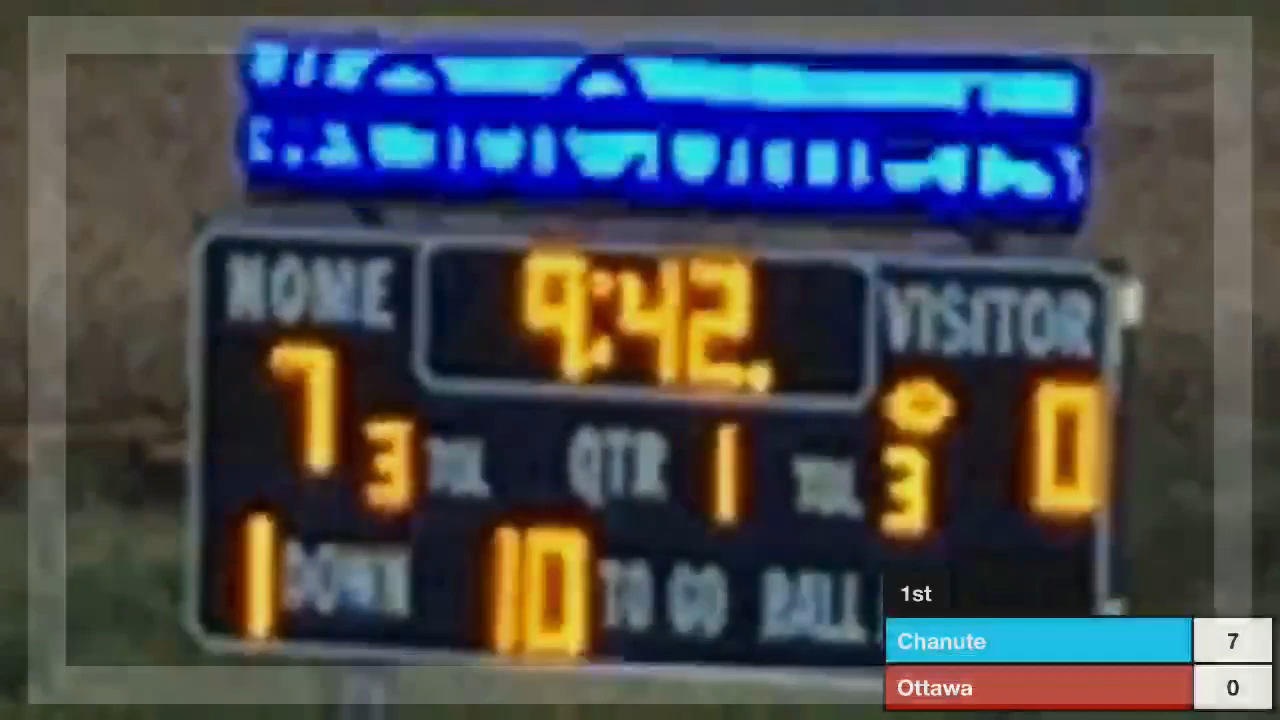 HOME 9:42 VISITOR
7 3 TOL QTR 1 TOL 3 0
1 DOWN 10 TO GO BALL
1st
Chanute 7
Ottawa 0